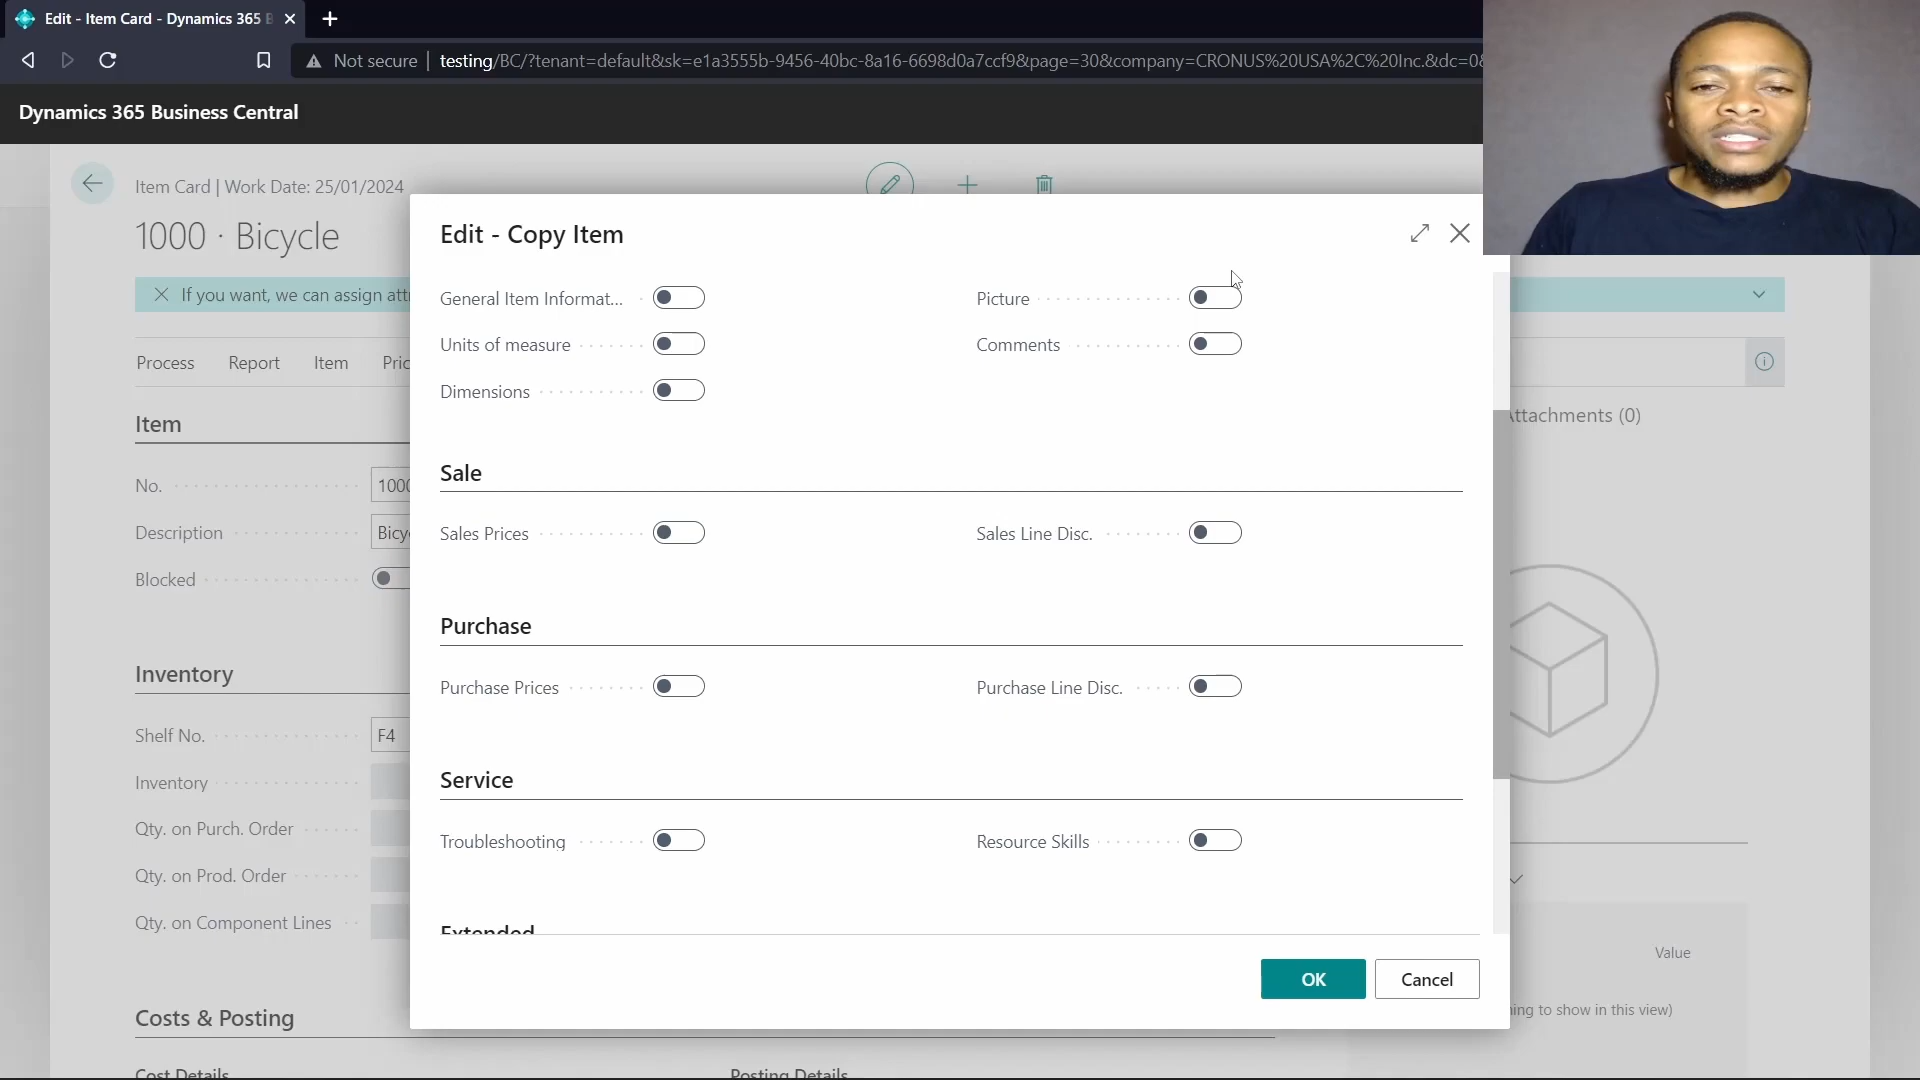 Edit - Item Card - Dynamics 365 B
Not secure | testing/BC/?tenant=default&sk=e1a3555b-9456-40bc-8a16-6698d0a7ccf9&page=30&company=CRONUS%20USA%2C%20Inc.&dc=0&
Dynamics 365 Business Central
Item Card | Work Date: 25/01/2024
1000 · Bicycle
If you want, we can assign attr
Process Report Item Pric
Item
No. 1000
Description Bicy
Blocked
Inventory
Shelf No. F4
Inventory
Qty. on Purch. Order
Qty. on Prod. Order
Qty. on Component Lines
Costs & Posting
Cost Details
Posting Details
Edit - Copy Item
General Item Informat...
Picture
Units of measure
Comments
Dimensions
Sale
Sales Prices
Sales Line Disc.
Purchase
Purchase Prices
Purchase Line Disc.
Service
Troubleshooting
Resource Skills
Extended
OK
Cancel
Attachments (0)
Value
ing to show in this view)